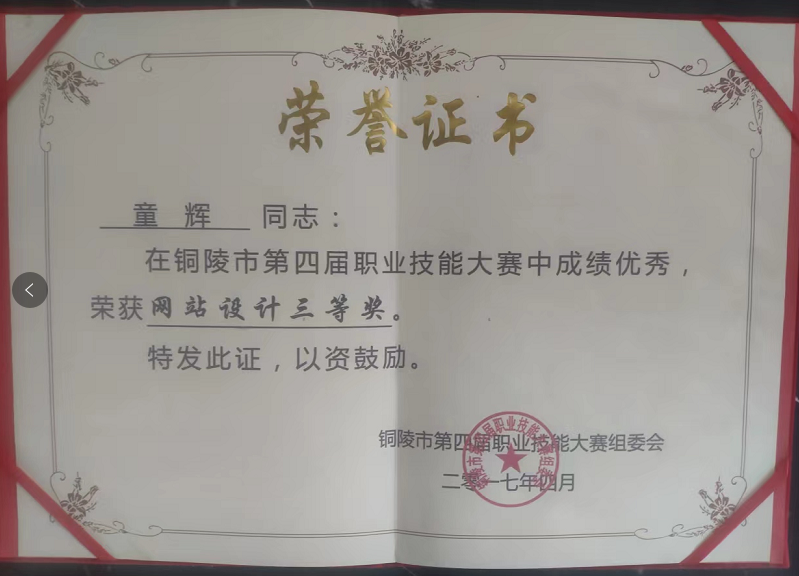 荣誉证书
童辉 同志：
在铜陵市第四届职业技能大赛中成绩优秀，
荣获网站设计三等奖。
特发此证，以资鼓励。
铜陵市第四届职业技能大赛组委会
二零一七年四月